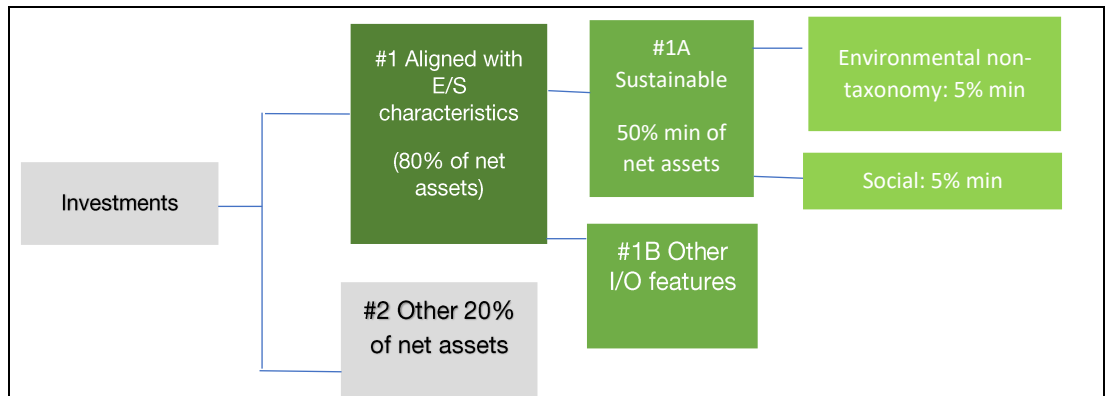 Investments
#1 Aligned with
E/S
characteristics
(80% of net
assets)
#2 Other 20%
of net assets
#1A
Sustainable
50% min of
net assets
#1B Other
I/O features
Environmental non-
taxonomy: 5% min
Social: 5% min